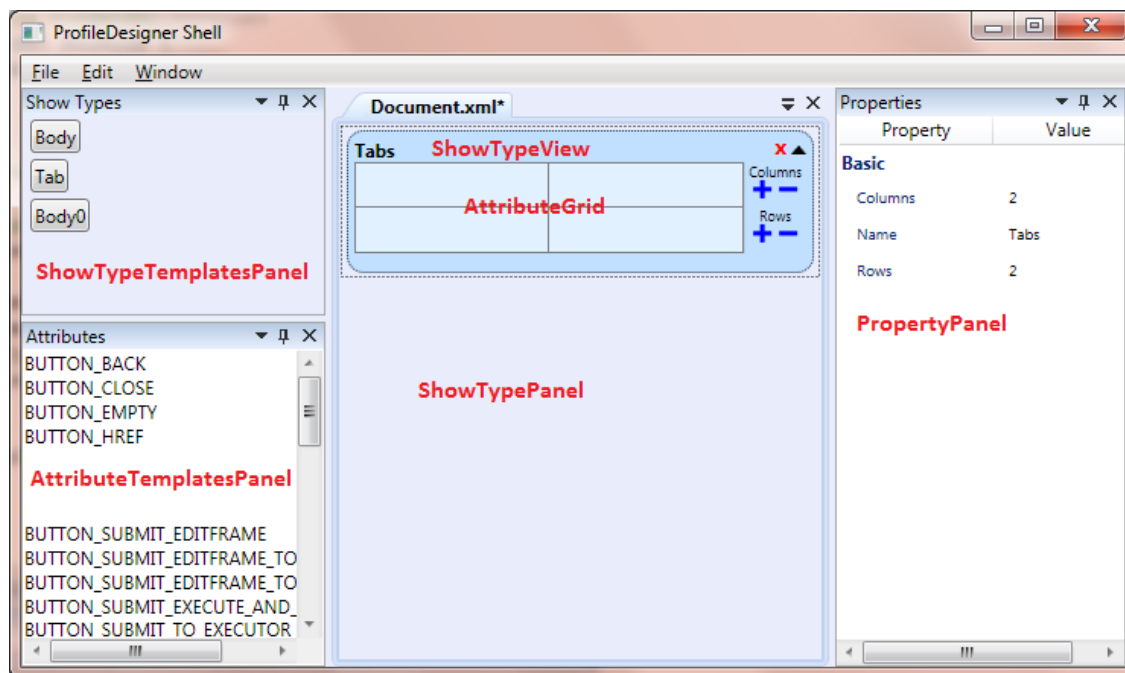 ProfileDesigner Shell
File Edit Window
Show Types
Body
Tab
Body0
ShowTypeTemplatesPanel
Attributes
BUTTON_BACK
BUTTON_CLOSE
BUTTON_EMPTY
BUTTON_HREF
AttributeTemplatesPanel
BUTTON_SUBMIT_EDITFRAME
BUTTON_SUBMIT_EDITFRAME_TO
BUTTON_SUBMIT_EDITFRAME_TO
BUTTON_SUBMIT_EXECUTE_AND_
BUTTON_SUBMIT_TO_EXECUTOR
Document.xml*
Tabs ShowTypeView x
Columns
AttributeGrid
Rows
ShowTypePanel
Properties
Property Value
Basic
Columns 2
Name Tabs
Rows 2
PropertyPanel